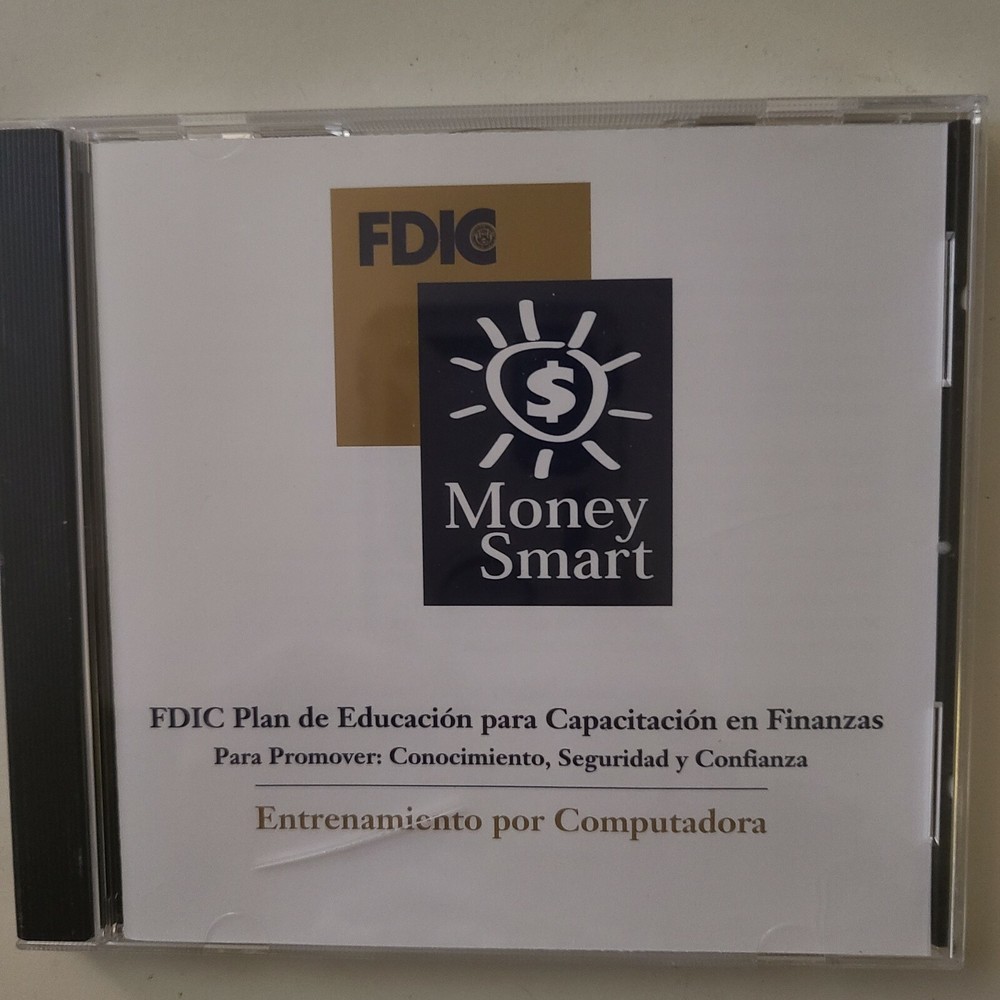 FDIC
$
Money
Smart
FDIC Plan de Educación para Capacitación en Finanzas
Para Promover: Conocimiento, Seguridad y Confianza
Entrenamiento por Computadora